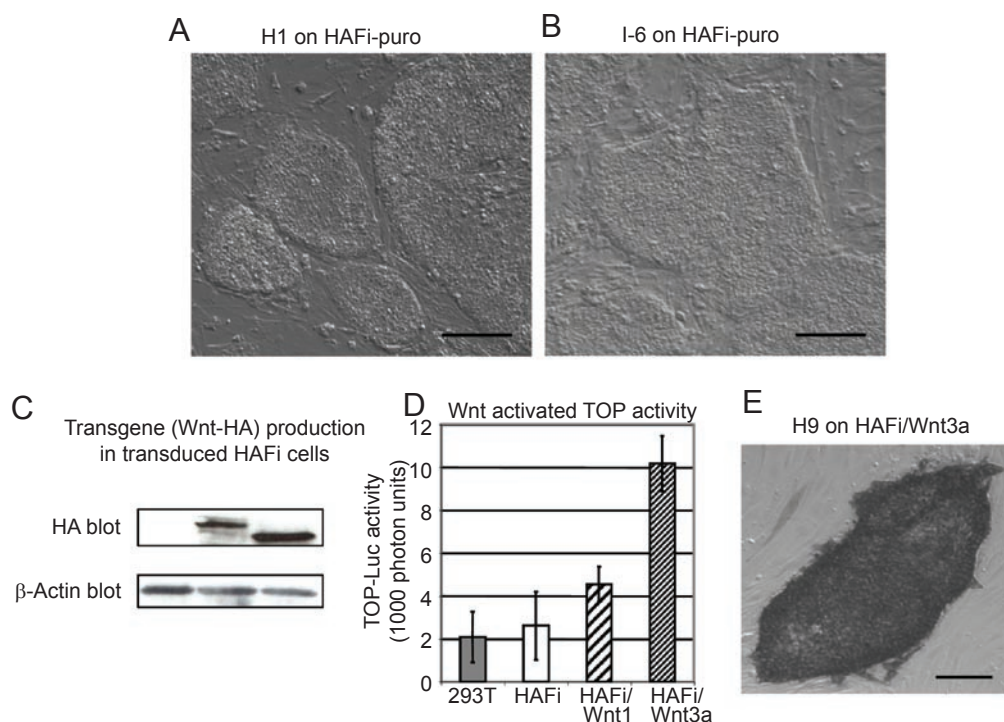 A
H1 on HAFi-puro
B
I-6 on HAFi-puro
C
Transgene (Wnt-HA) production
in transduced HAFi cells
HA blot
β-Actin blot
D
Wnt activated TOP activity
TOP-Luc activity
(1000 photon units)
12
10
8
6
4
2
0
293T
HAFi
HAFi/
Wnt1
HAFi/
Wnt3a
E
H9 on HAFi/Wnt3a